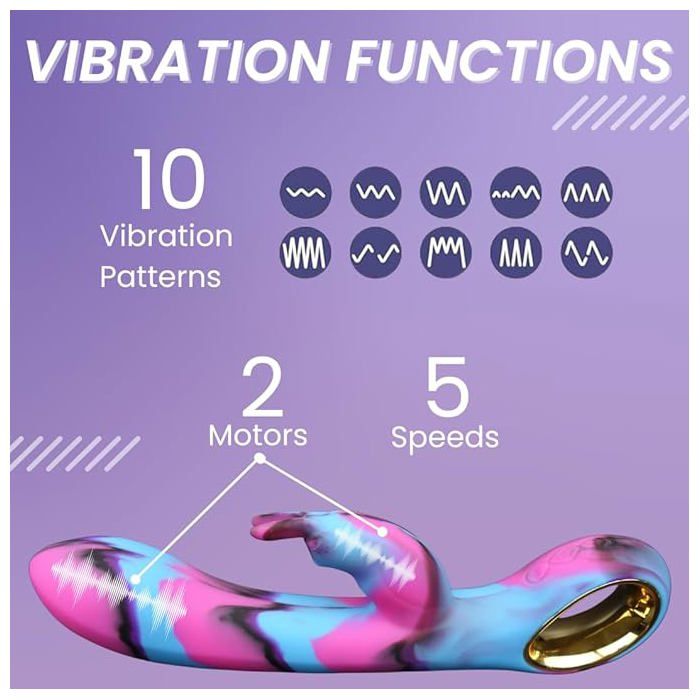 VIBRATION FUNCTIONS
10
Vibration
Patterns
2
Motors
5
Speeds